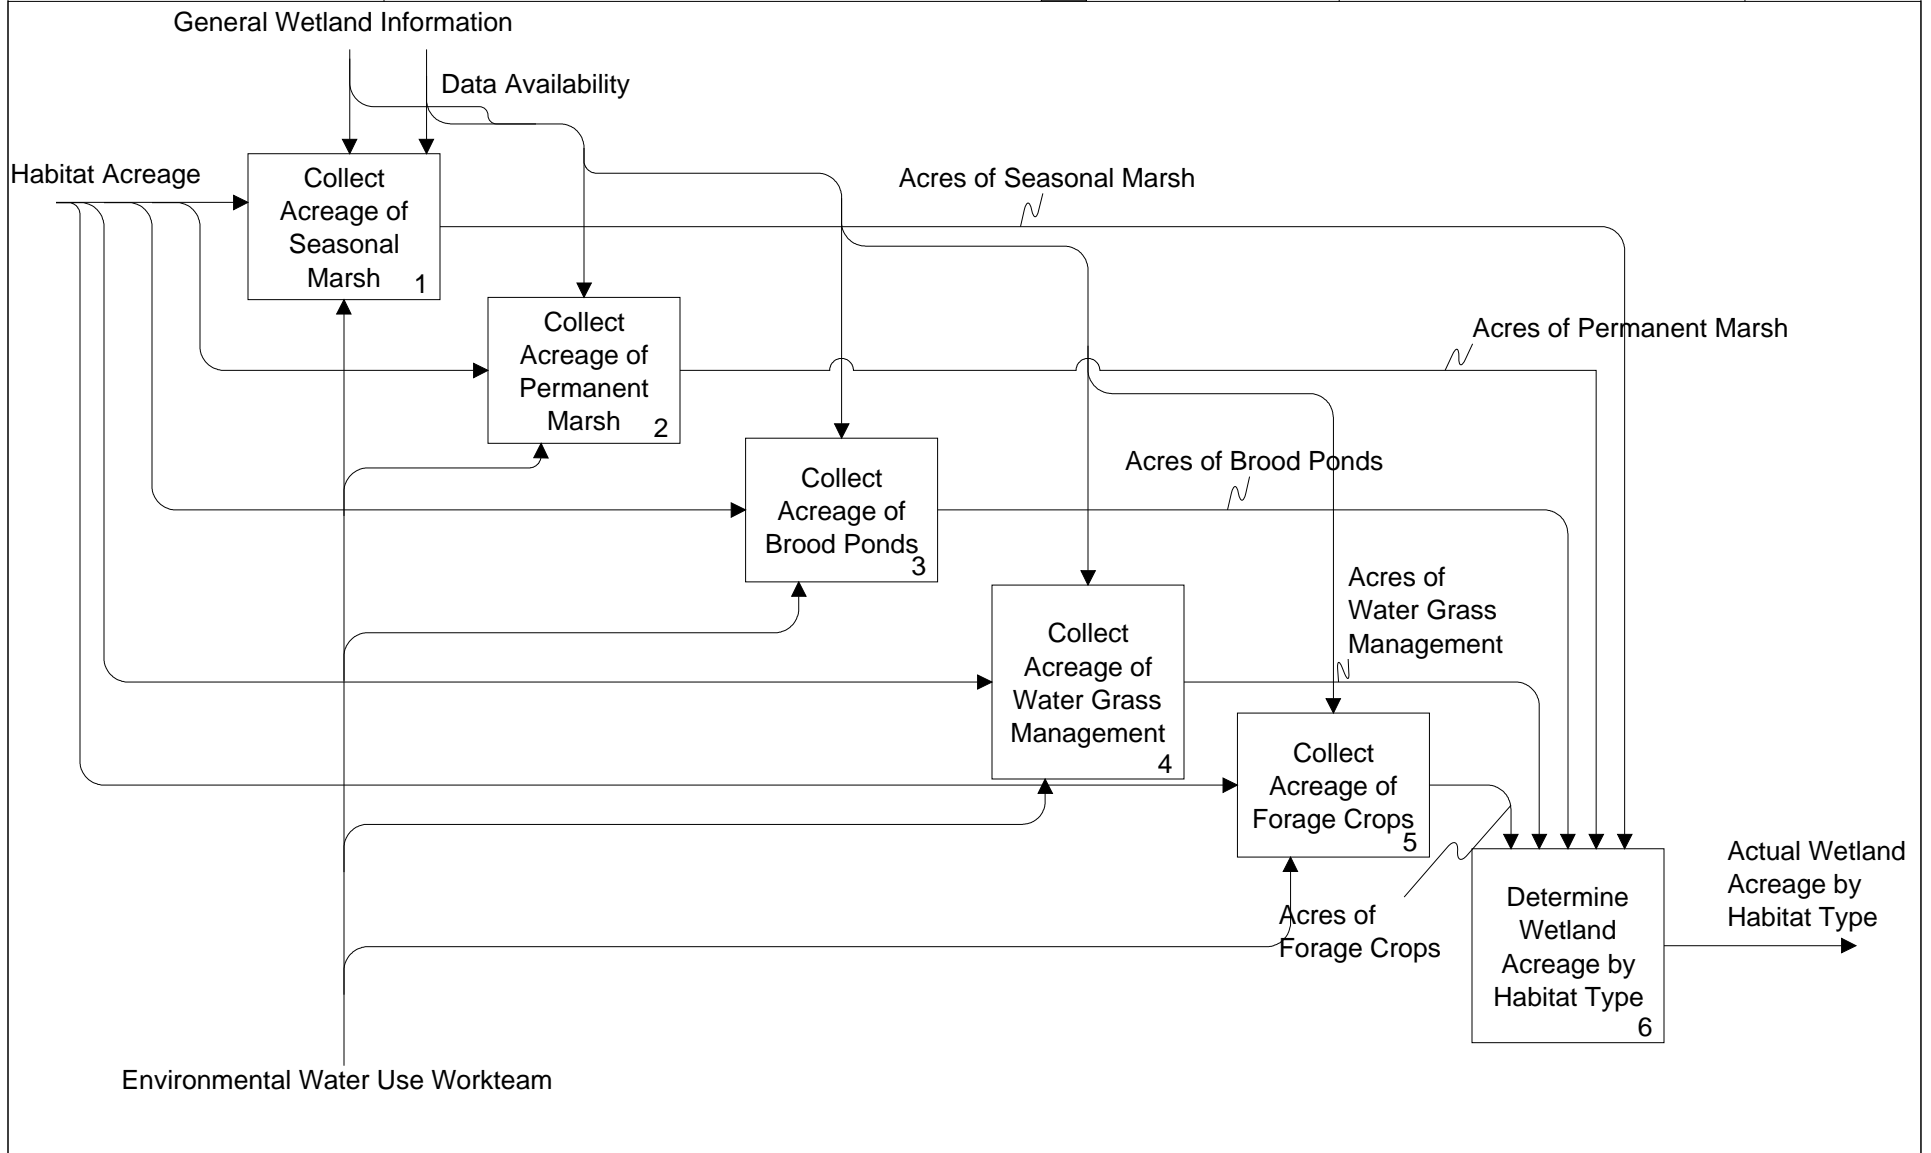 General Wetland Information
Data Availability
Habitat Acreage
Collect
Acreage of
Seasonal
Marsh
1
Acres of Seasonal Marsh
Collect
Acreage of
Permanent
Marsh
2
Acres of Permanent Marsh
Collect
Acreage of
Brood Ponds
3
Acres of Brood Ponds
Collect
Acreage of
Water Grass
Management
4
Acres of
Water Grass
Management
Collect
Acreage of
Forage Crops
5
Acres of
Forage Crops
Determine
Wetland
Acreage by
Habitat Type
6
Actual Wetland
Acreage by
Habitat Type
Environmental Water Use Workteam